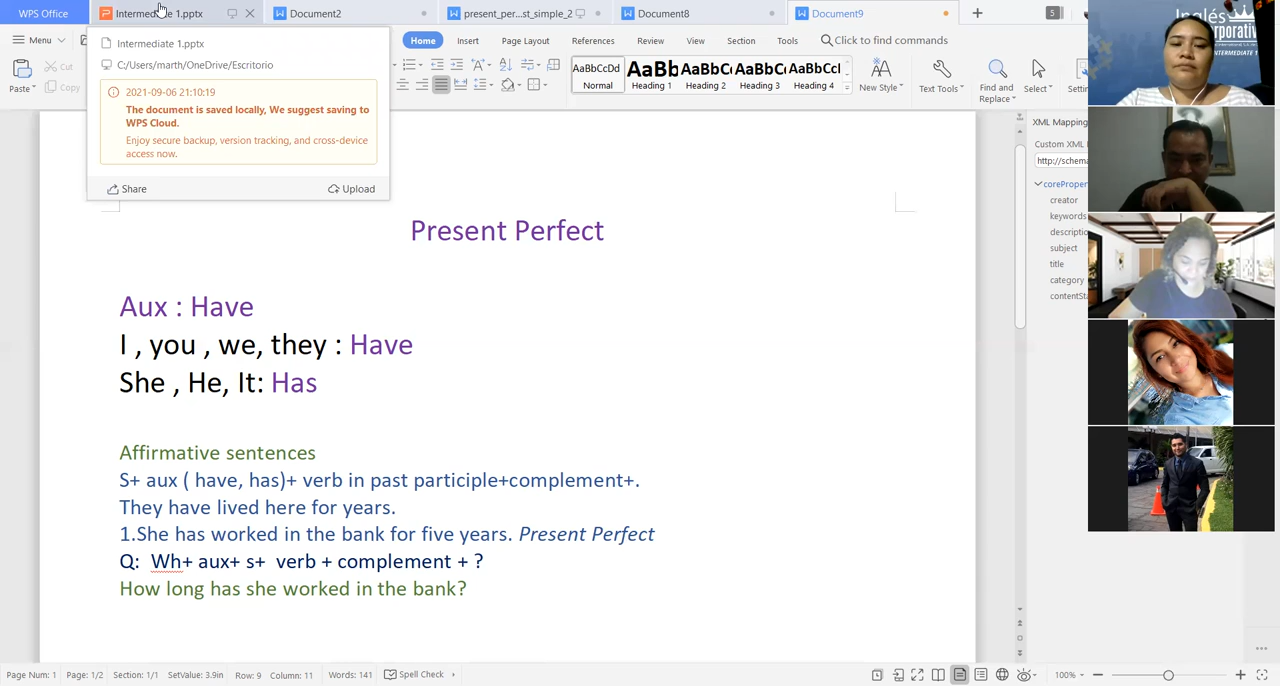 WPS Office
Intermediate 1.pptx
Document2
present_per...st_simple_2
Document8
Document9
5
Menu
Home
Insert
Page Layout
References
Review
View
Section
Tools
Click to find commands
Intermediate 1.pptx
C:/Users/marth/OneDrive/Escritorio
2021-09-06 21:10:19
The document is saved locally, We suggest saving to
WPS Cloud.
Enjoy secure backup, version tracking, and cross-device
access now.
Share
Upload
Paste
Cut
Copy
AaBbCcDd
Normal
Heading 1
Heading 2
Heading 3
Heading 4
New Style
Text Tools
Find and
Replace
Select
XML Mapping
coreProper
creator
keywords
subject
title
category
Inglés
Present Perfect
Aux : Have
I , you , we, they : Have
She , He, It: Has
Affirmative sentences
S+ aux ( have, has)+ verb in past participle+complement+.
They have lived here for years.
1.She has worked in the bank for five years. Present Perfect
Q: Wh+ aux+ s+ verb + complement + ?
How long has she worked in the bank?
Page Num: 1
Page: 1/2
Section: 1/1
SetValue: 3.9in
Row: 9
Column: 11
Words: 141
Spell Check
100%